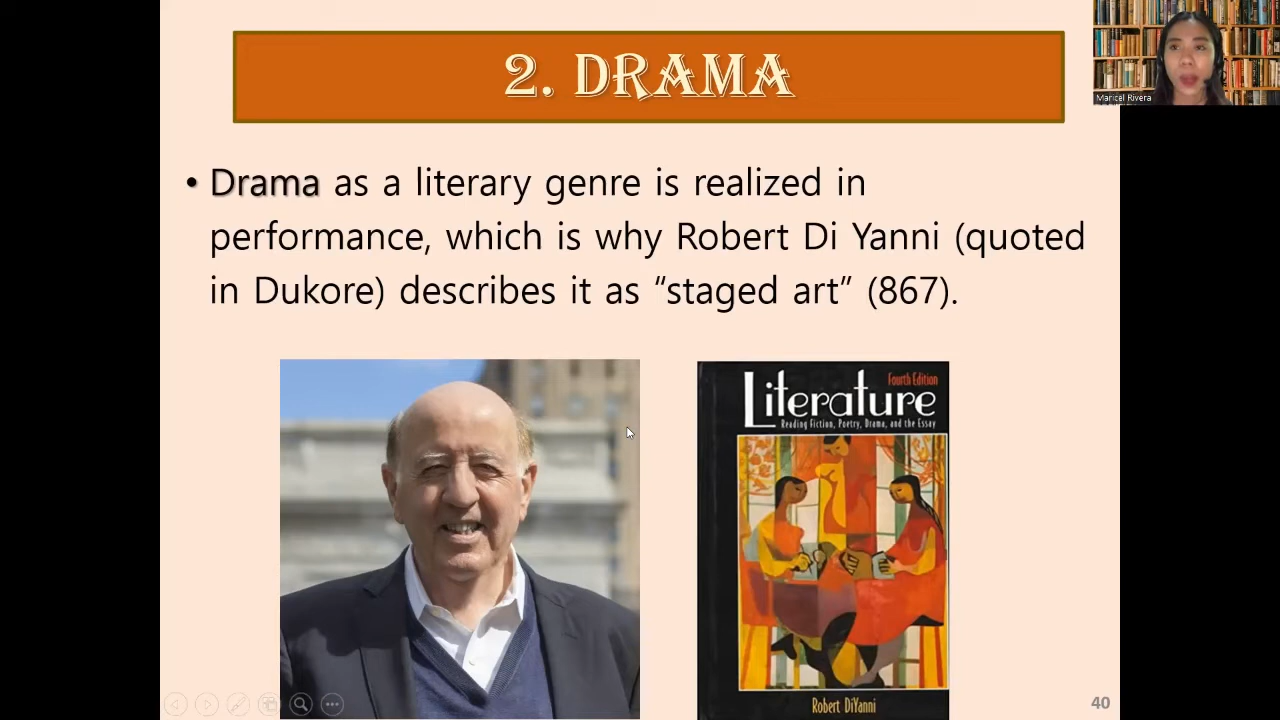 2. DRAMA
Maricel Rivera
• Drama as a literary genre is realized in
performance, which is why Robert Di Yanni (quoted
in Dukore) describes it as “staged art” (867).
Fourth Edition
Literature
Reading Fiction, Poetry, Drama, and the Essay
Robert DiYanni
40